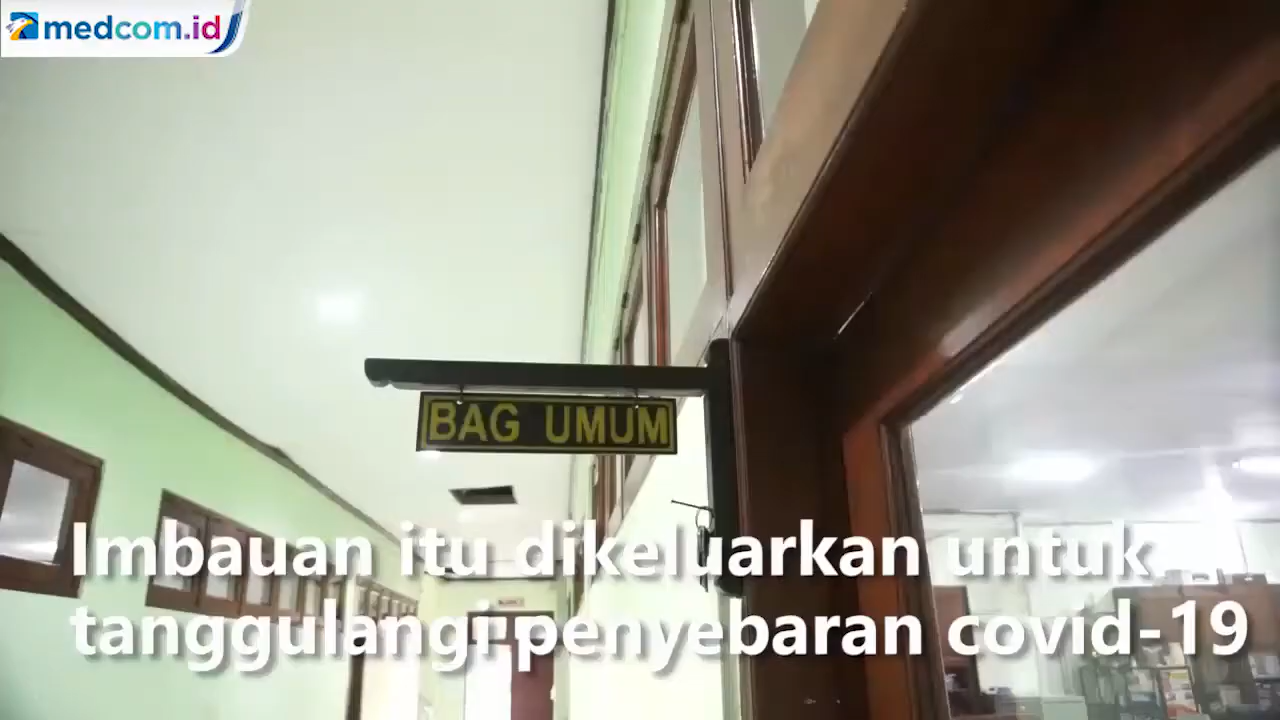 medcom.id
BAG UMUM
Imbauan itu dikeluarkan untuk
tanggulangi penyebaran covid-19